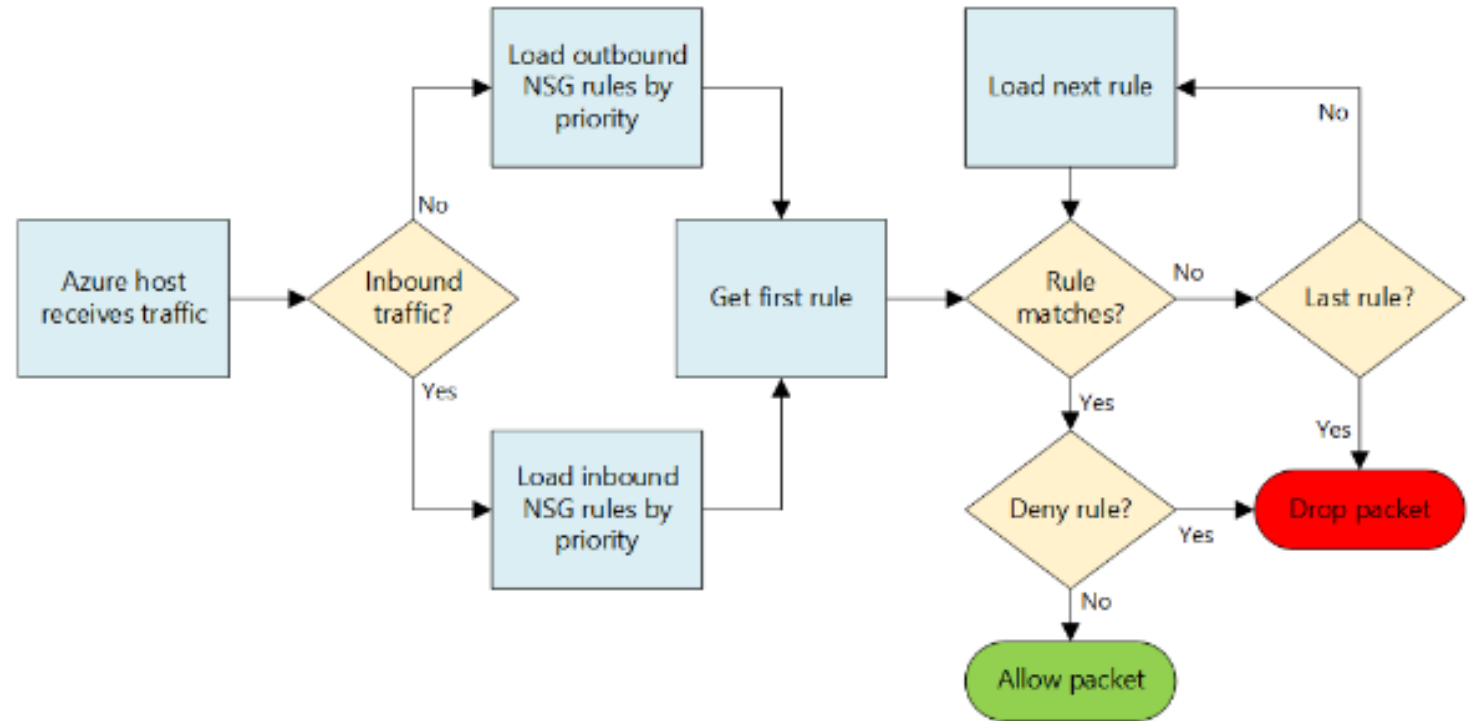 Load outbound
NSG rules by
priority
Load next rule
No
No
Azure host
receives traffic
Inbound
traffic?
Get first rule
Rule
matches?
No
Last rule?
Yes
Yes
Yes
Load inbound
NSG rules by
priority
Deny rule?
Yes
Drop packet
No
Allow packet